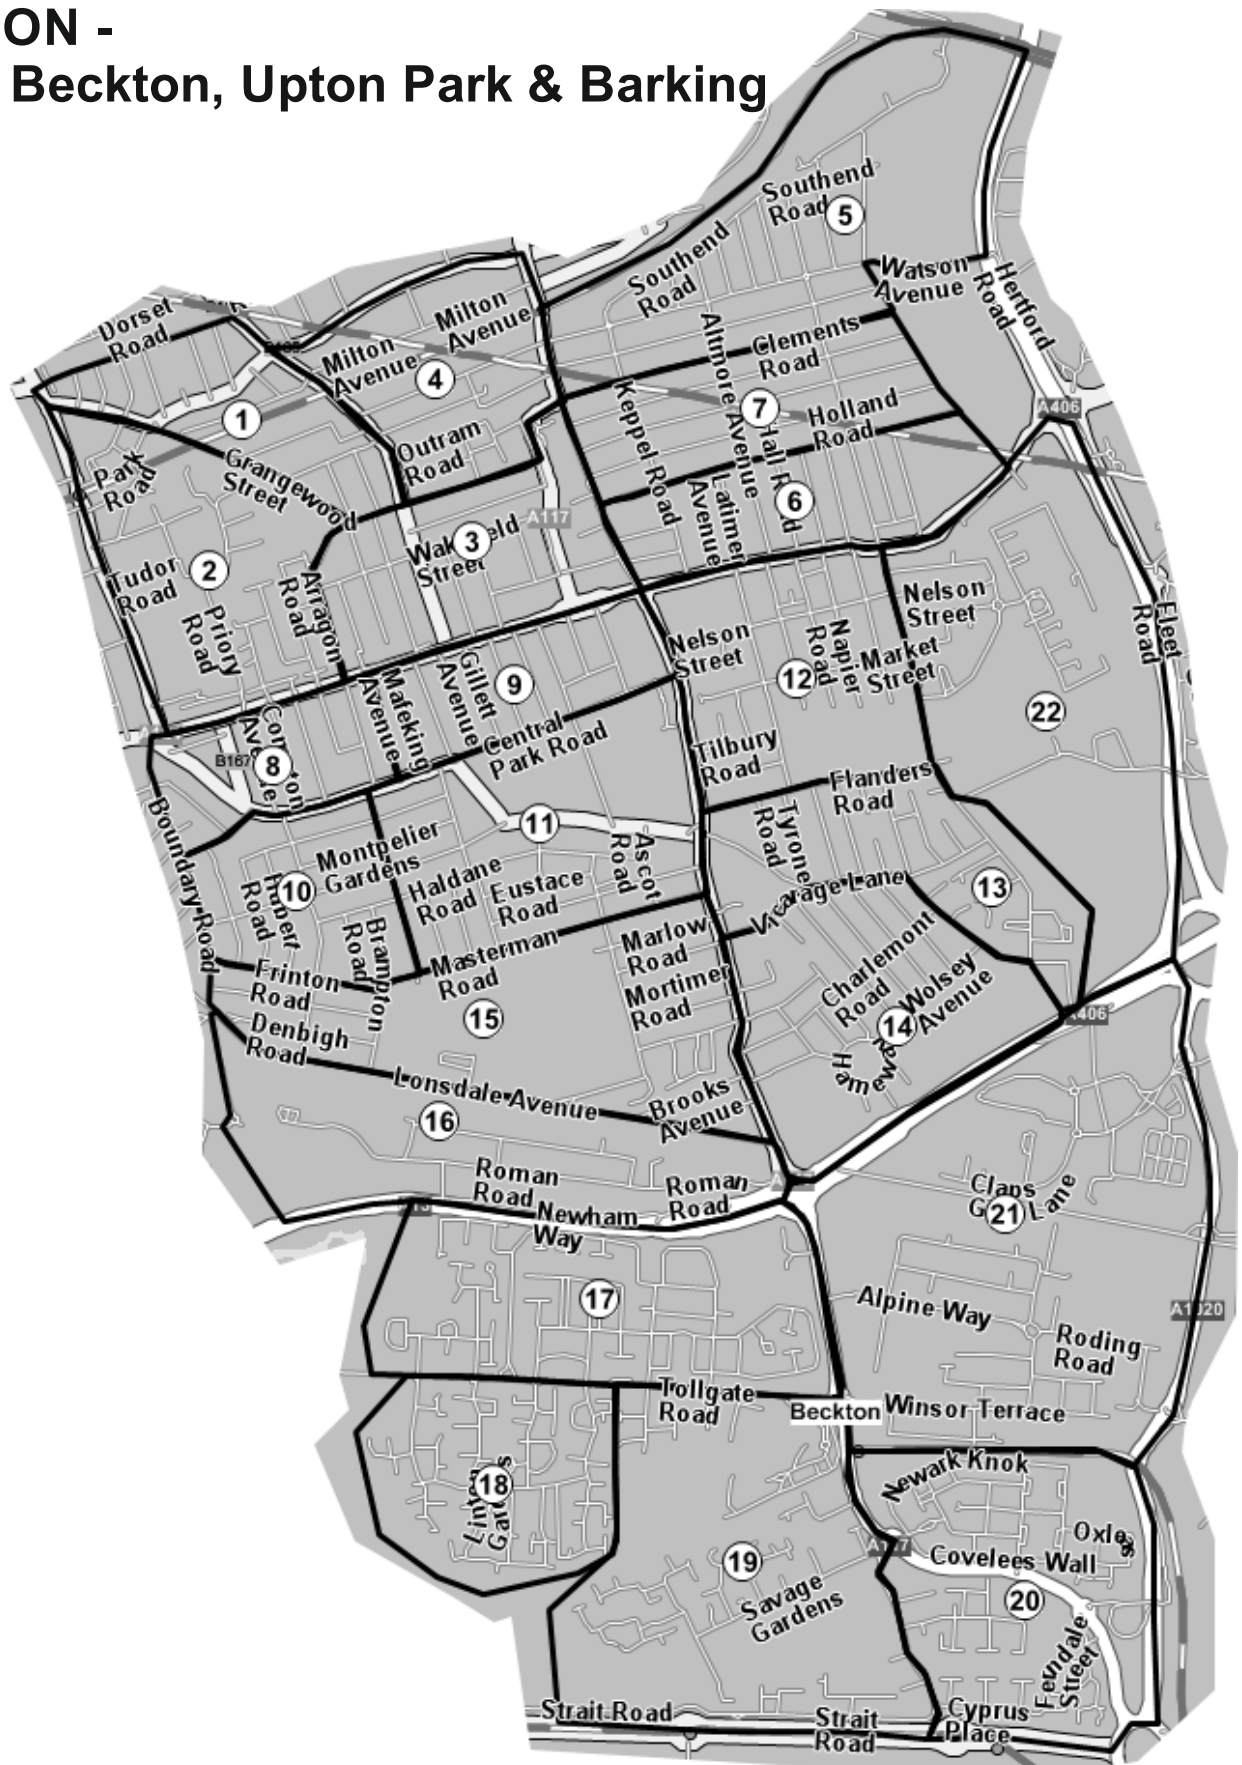 ON -
Beckton, Upton Park & Barking
Southend
Road
5
Southend
Road
Watson
Avenue
Hertford
Road
Dorset
Road
Milton
Avenue
Milton
Avenue
4
Altmore Avenue
Clements
Road
7
Holland
Road
A406
1
Keppel Road
Park
Road
Grangewood
Street
Outram
Road
Latimer
Avenue
6
A117
3
Street
2
Tudor
Road
Arragon
Road
Priory
Road
Nelson
Street
Fleet
Road
Nelson
Street
Napier
Road
Market
Street
12
22
Gillett
Avenue
9
Mafeking
Avenue
Central
Park Road
B167
8
Tilbury
Road
Flanders
Road
Boundary Road
11
Tyrone
Road
Ascot
Road
Montpelier
Gardens
Haldane
Road
Eustace
Road
10
Road
Vicarage Lane
13
Brampton
Road
Masterman
Road
Marlow
Road
Charlemont
Road
Wolsey
Avenue
Frinton
Road
Mortimer
Road
15
14
A406
Denbigh
Road
Lonsdale Avenue
Brooks
Avenue
16
Roman
Road
Roman
Road
Newham
Way
21
Lane
17
Alpine Way
A1020
Roding
Road
Tollgate
Road
Beckton
Winsor Terrace
Newark Knok
18
19
Covelees Wall
20
Savage
Gardens
Ferndale
Street
Strait Road
Strait
Road
Cyprus
Place